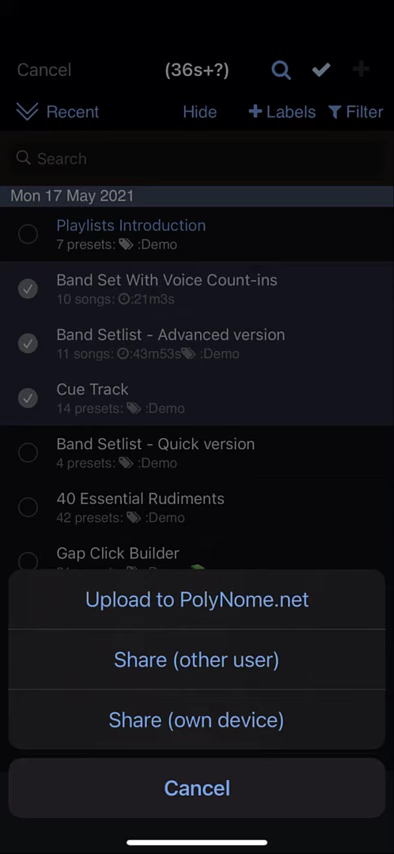 Cancel (36s+?)
Recent Hide +Labels Filter
Search
Mon 17 May 2021
Playlists Introduction
7 presets: :Demo
Band Set With Voice Count-ins
10 songs: :21m3s
Band Setlist - Advanced version
11 songs: :43m53s :Demo
Cue Track
14 presets: :Demo
Band Setlist - Quick version
4 presets: :Demo
40 Essential Rudiments
42 presets: :Demo
Gap Click Builder
Upload to PolyNome.net
Share (other user)
Share (own device)
Cancel